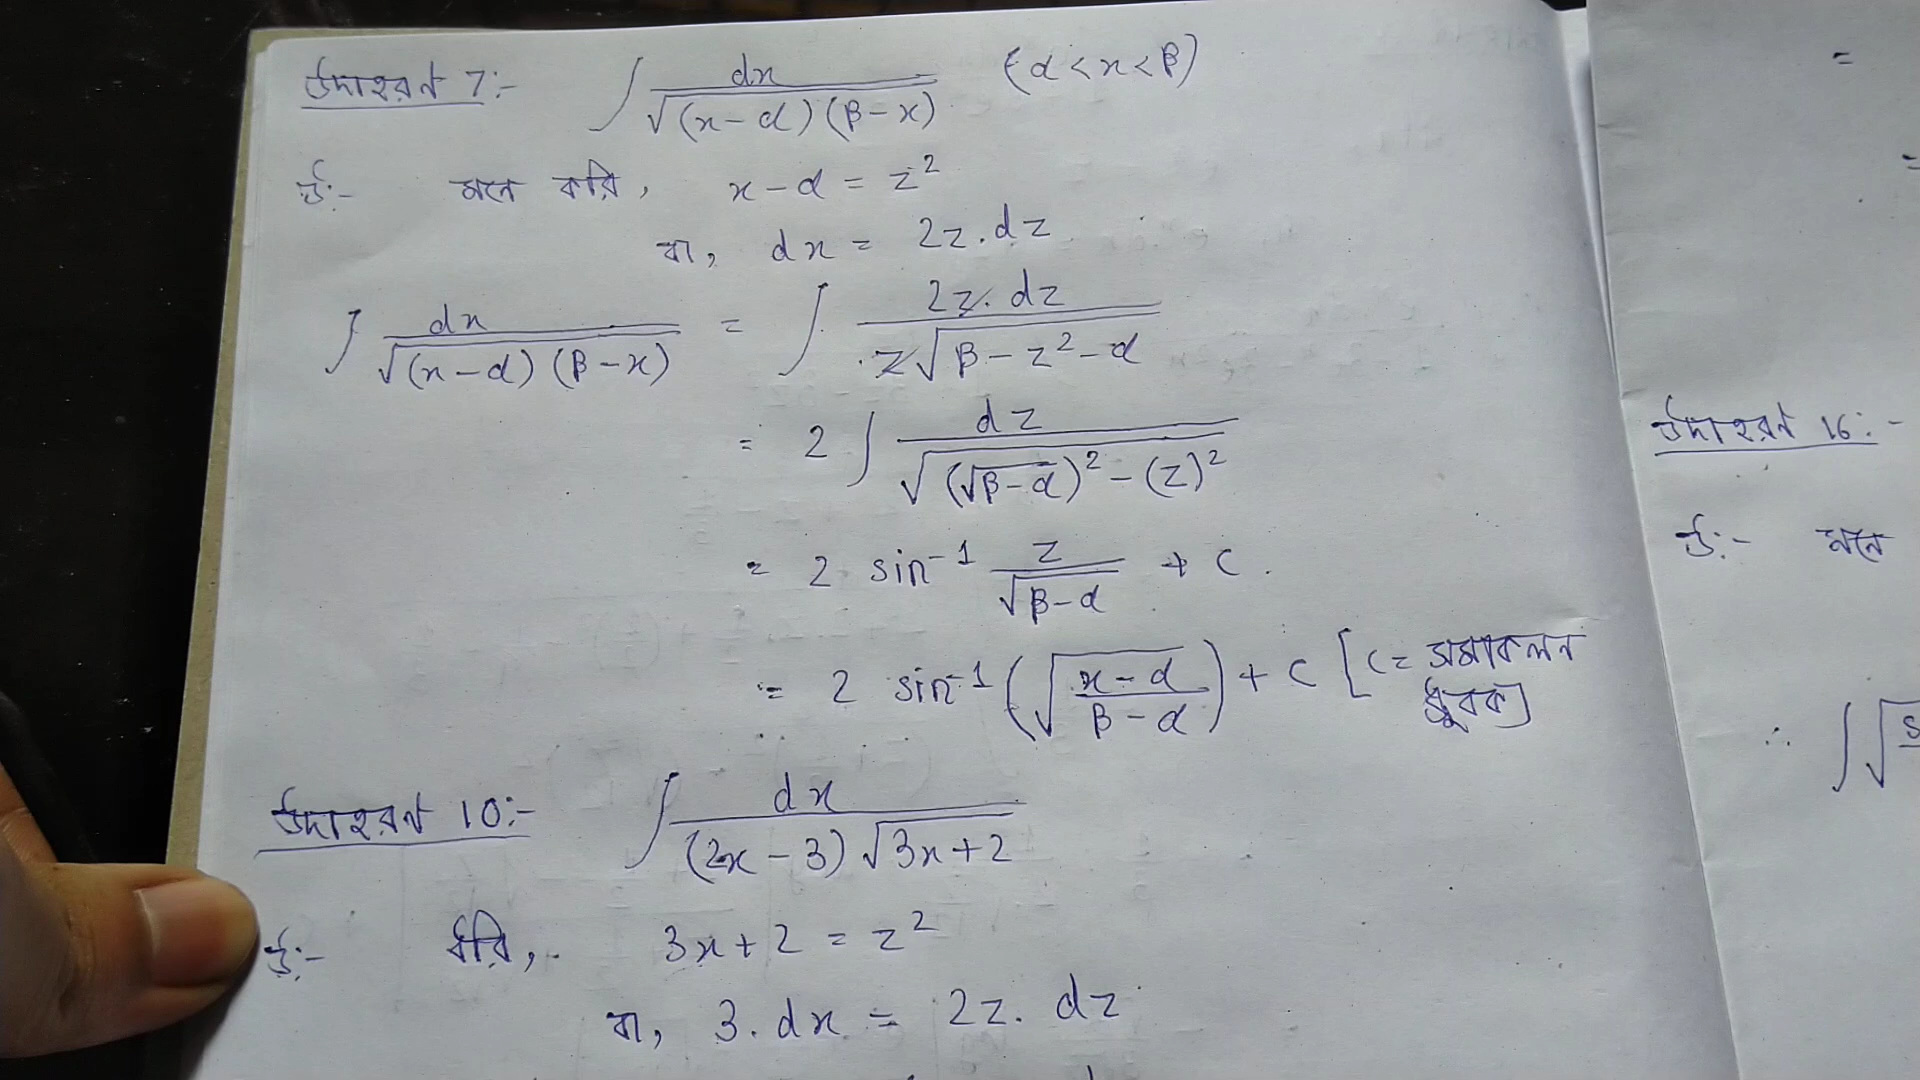 উদাহরণ 7:- ∫ dx / √(x-α)(β-x) (α<x<β)
উ:- মনে করি, x-α = z²
বা, dx = 2z.dz
∫ dx / √(x-α)(β-x) = ∫ 2z.dz / z√β-z²-α
= 2 ∫ dz / √(√β-α)²-(z)²
= 2 sin⁻¹ z / √β-α + c.
= 2 sin⁻¹ (√x-α / β-α) + c [c = সমাকলন
ধ্রুবক]
উদাহরণ 10:- ∫ dx / (2x-3)√3x+2
উ:- ধরি, 3x+2 = z²
বা, 3.dx = 2z.dz
=
=
উদাহরণ 16:-
উ:- মনে
∴ ∫√